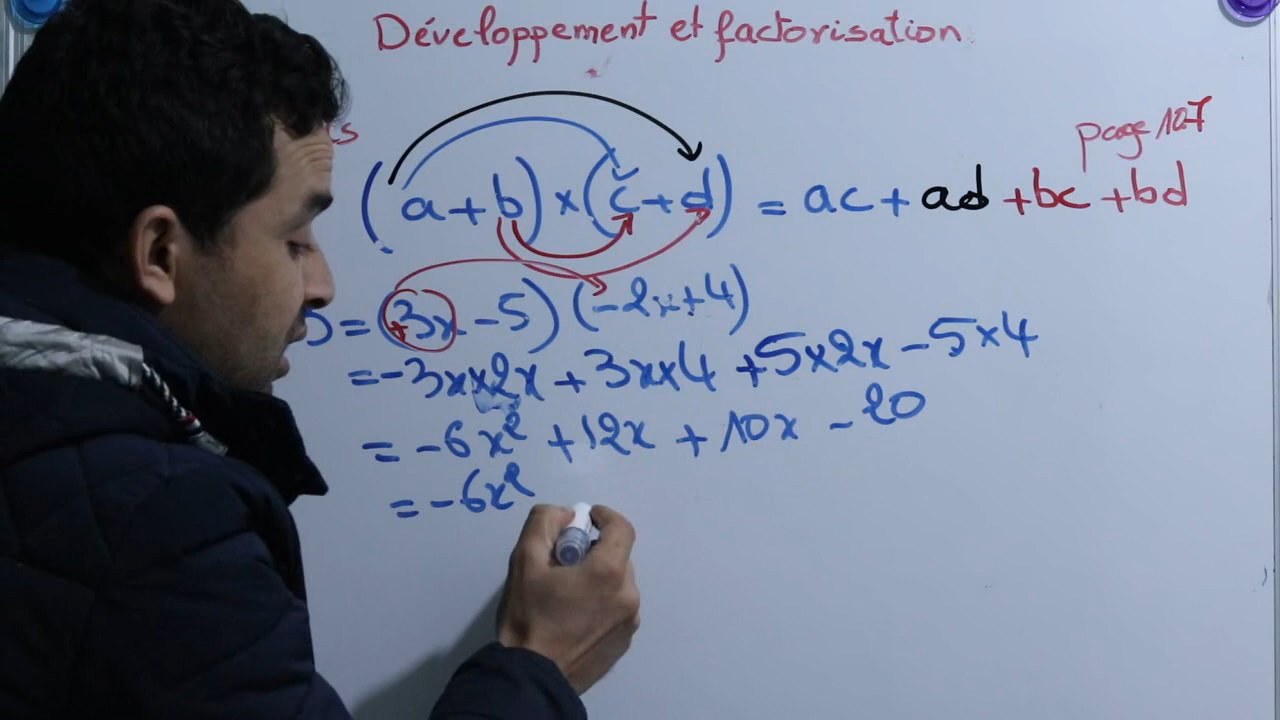 Développement et factorisation
page 127
(a+b)×(c+d) = ac+ad+bc+bd
= (+3x-5)(-2x+4)
=-3x×2x+3x×4+5×2x-5×4
= -6x²+12x+10x-20
= -6x²